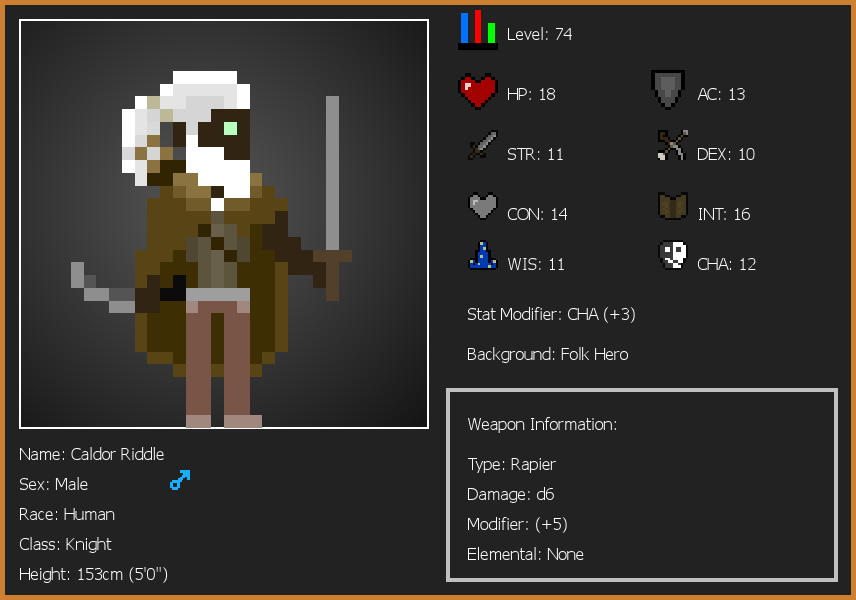 Level: 74
HP: 18
AC: 13
STR: 11
DEX: 10
CON: 14
INT: 16
WIS: 11
CHA: 12
Stat Modifier: CHA (+3)
Background: Folk Hero
Weapon Information:
Type: Rapier
Damage: d6
Modifier: (+5)
Elemental: None
Name: Caldor Riddle
Sex: Male
Race: Human
Class: Knight
Height: 153cm (5'0")